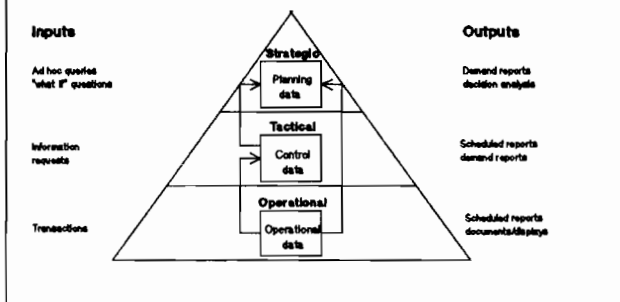 Inputs
Outputs
Strategic
Ad hoc queries
"what if" questions
Planning
data
Demand reports
decision analysis
Tactical
Information
requests
Control
data
Scheduled reports
demand reports
Operational
Transactions
Operational
data
Scheduled reports
documents/displays